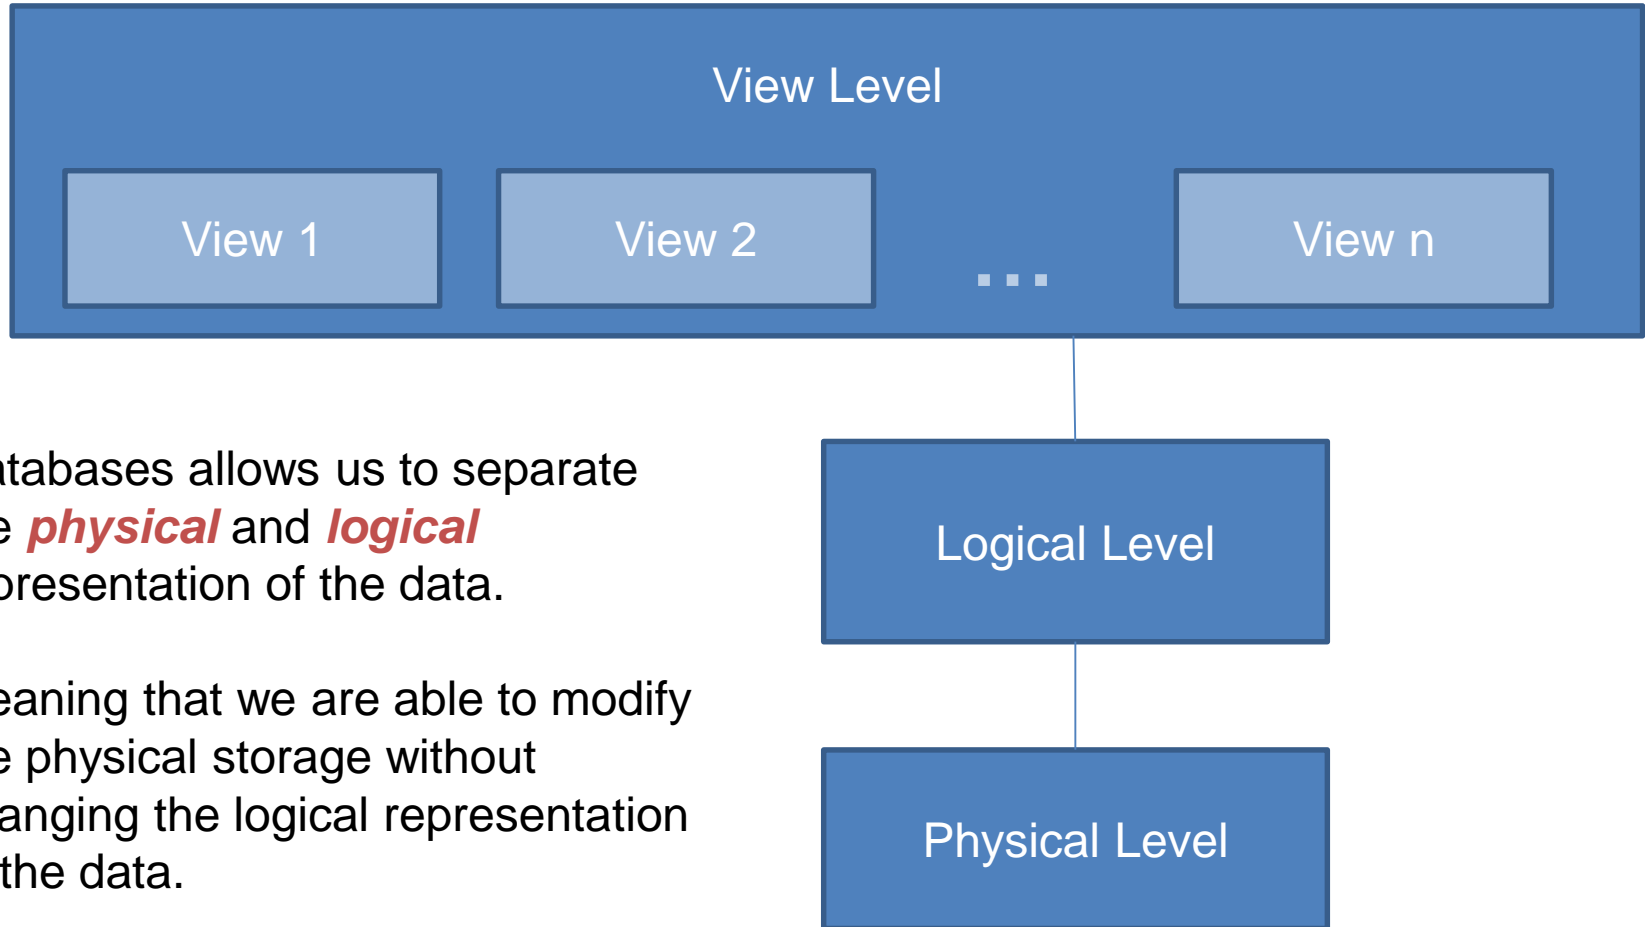 View Level
View 1
View 2
...
View n
atabases allows us to separate
e physical and logical
presentation of the data.
eaning that we are able to modify
e physical storage without
anging the logical representation
the data.
Logical Level
Physical Level